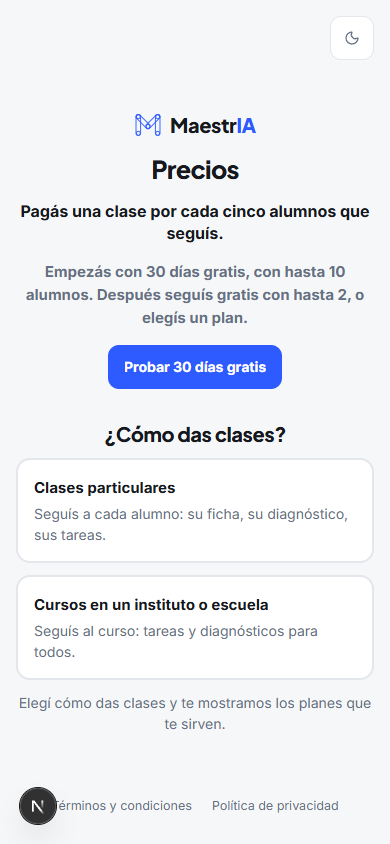 MaestrIA
Precios
Pagás una clase por cada cinco alumnos que
seguís.
Empezás con 30 días gratis, con hasta 10
alumnos. Después seguís gratis con hasta 2, o
elegís un plan.
Probar 30 días gratis
¿Cómo das clases?
Clases particulares
Seguís a cada alumno: su ficha, su diagnóstico,
sus tareas.
Cursos en un instituto o escuela
Seguís al curso: tareas y diagnósticos para
todos.
Elegí cómo das clases y te mostramos los planes que
te sirven.
N Términos y condiciones Política de privacidad